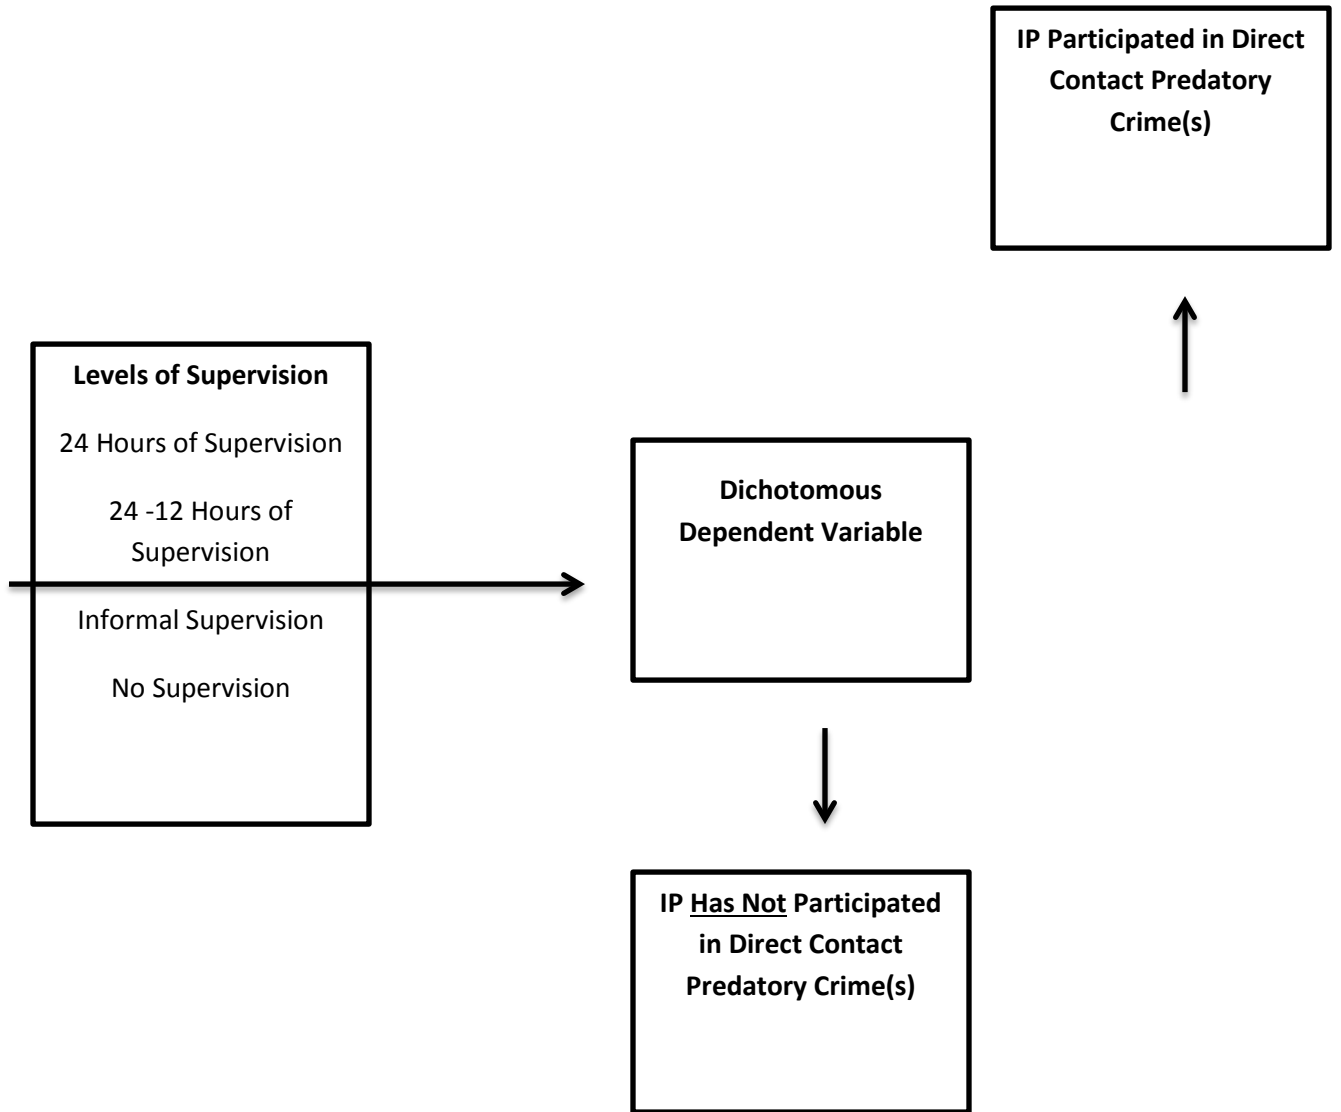 IP Participated in Direct
Contact Predatory
Crime(s)
Levels of Supervision
24 Hours of Supervision
24 -12 Hours of
Supervision
Informal Supervision
No Supervision
Dichotomous
Dependent Variable
IP Has Not Participated
in Direct Contact
Predatory Crime(s)